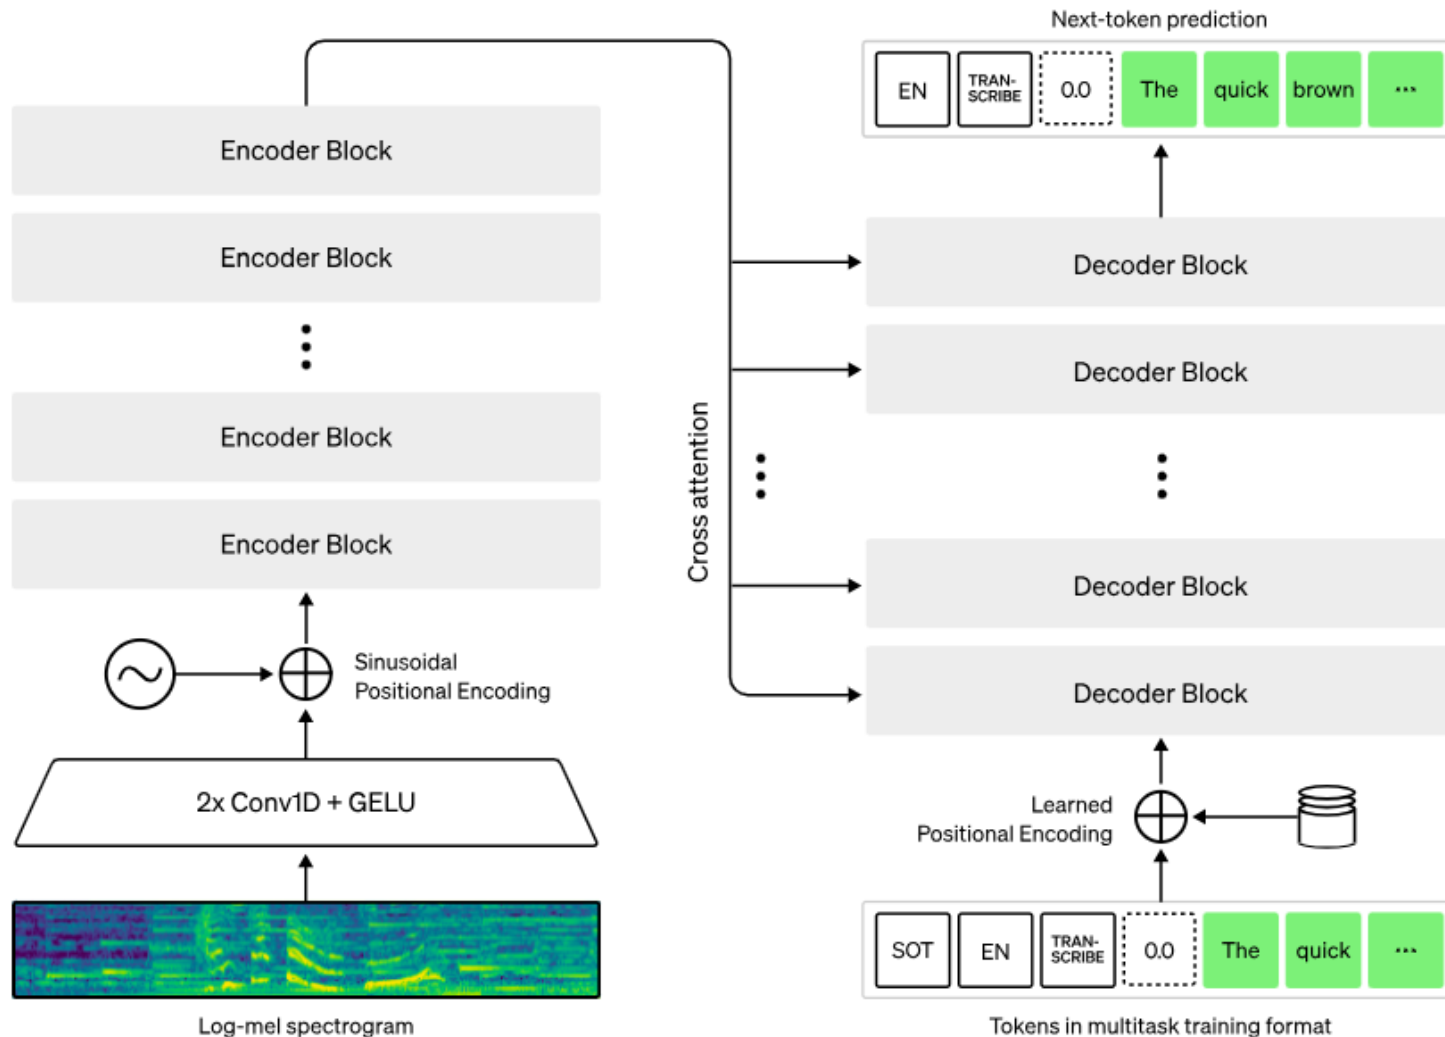 Next-token prediction
EN
TRAN-
SCRIBE
0.0
The
quick
brown
...
Encoder Block
Encoder Block
Encoder Block
Encoder Block
Sinusoidal
Positional Encoding
2x Conv1D + GELU
Log-mel spectrogram
Cross attention
Decoder Block
Decoder Block
Decoder Block
Decoder Block
Learned
Positional Encoding
SOT
EN
TRAN-
SCRIBE
0.0
The
quick
...
Tokens in multitask training format